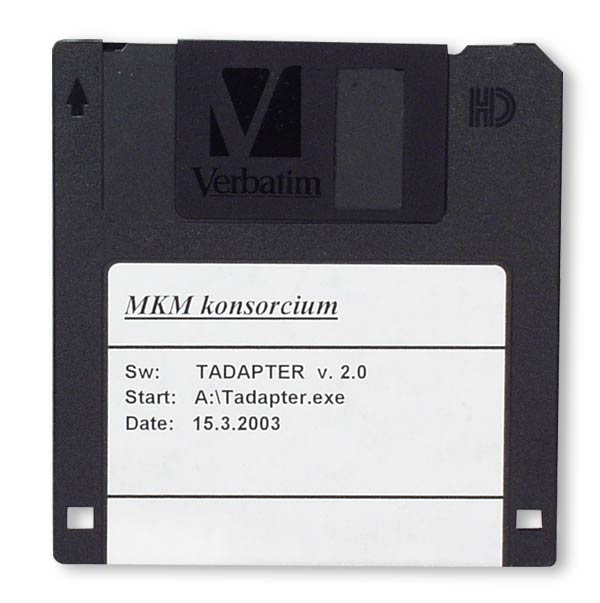 HD
Verbatim
MKM konsorcium
Sw: TADAPTER v. 2.0
Start: A:\Tadapter.exe
Date: 15.3.2003